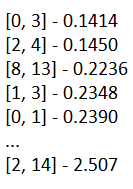 [0, 3] - 0.1414
[2, 4] - 0.1450
[8, 13] - 0.2236
[1, 3] - 0.2348
[0, 1] - 0.2390
...
[2, 14] - 2.507